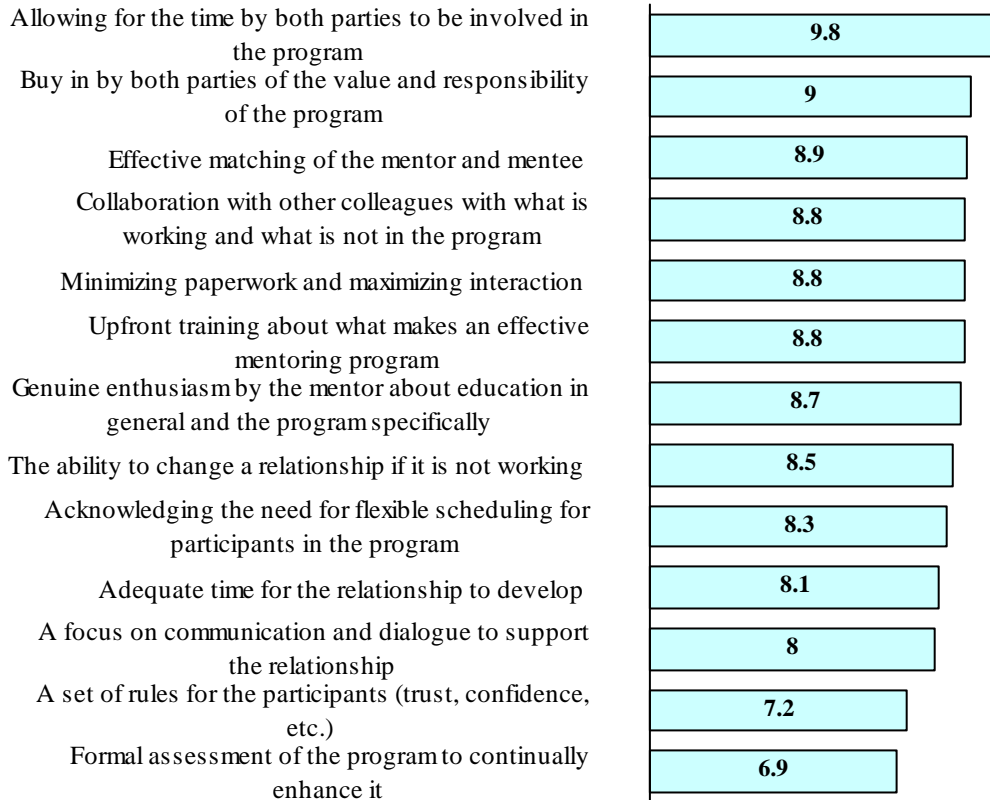 Allowing for the time by both parties to be involved in
the program
9.8
Buy in by both parties of the value and responsibility
of the program
9
Effective matching of the mentor and mentee
8.9
Collaboration with other colleagues with what is
working and what is not in the program
8.8
Minimizing paperwork and maximizing interaction
8.8
Upfront training about what makes an effective
mentoring program
8.8
Genuine enthusiasm by the mentor about education in
general and the program specifically
8.7
The ability to change a relationship if it is not working
8.5
Acknowledging the need for flexible scheduling for
participants in the program
8.3
Adequate time for the relationship to develop
8.1
A focus on communication and dialogue to support
the relationship
8
A set of rules for the participants (trust, confidence,
etc.)
7.2
Formal assessment of the program to continually
enhance it
6.9